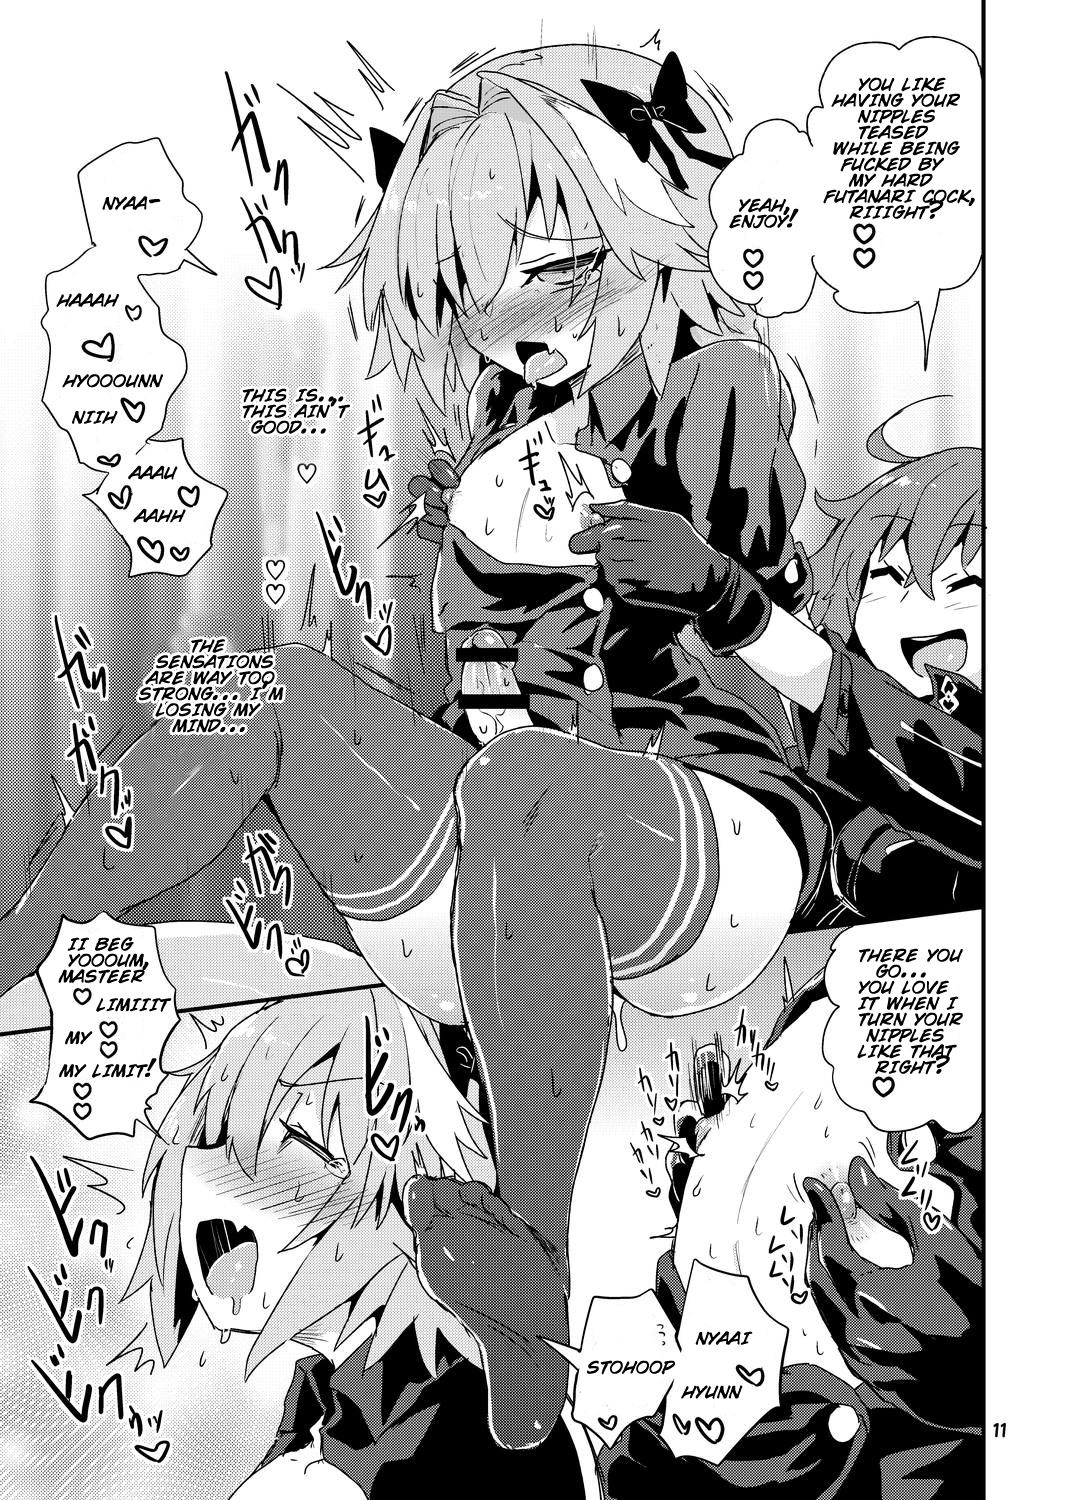 YOU LIKE
HAVING YOUR
NIPPLES
TEASED
WHILE BEING
FUCKED BY
MY HARD
FUTANARI COCK,
RIIIGHT?
YEAH,
ENJOY!
NYAA-
HAAAH
HYOOOUNN
NIIH
AAAU
AAHH
THIS IS...
THIS AIN'T
GOOD...
THE
SENSATIONS
ARE WAY TOO
STRONG... I'M
LOSING MY
MIND...
THERE YOU
GO...
YOU LOVE
IT WHEN I
TURN YOUR
NIPPLES
LIKE THAT
RIGHT?
NYAAI
HYUNN
STOHOOP
II BEG
YOOOUM,
MASTEER
LIMIIIT
MY
MY LIMIT!
11